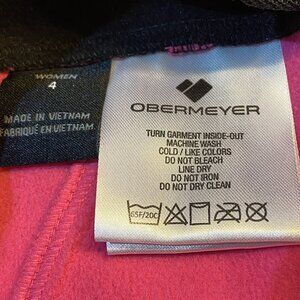 WOMEN
4
MADE IN VIETNAM
FABRIQUÉ EN VIETNAM
OBERMEYER
TURN GARMENT INSIDE-OUT
MACHINE WASH
COLD / LIKE COLORS
DO NOT BLEACH
LINE DRY
DO NOT IRON
DO NOT DRY CLEAN
65F/20C